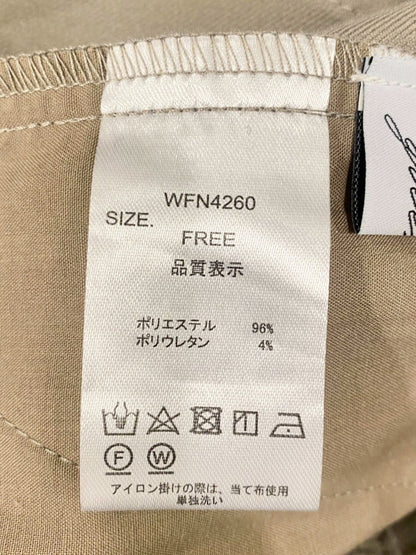 WFN4260
SIZE.
FREE
品質表示
ポリエステル 96%
ポリウレタン 4%
F W
アイロン掛けの際は、当て布使用
単独洗い